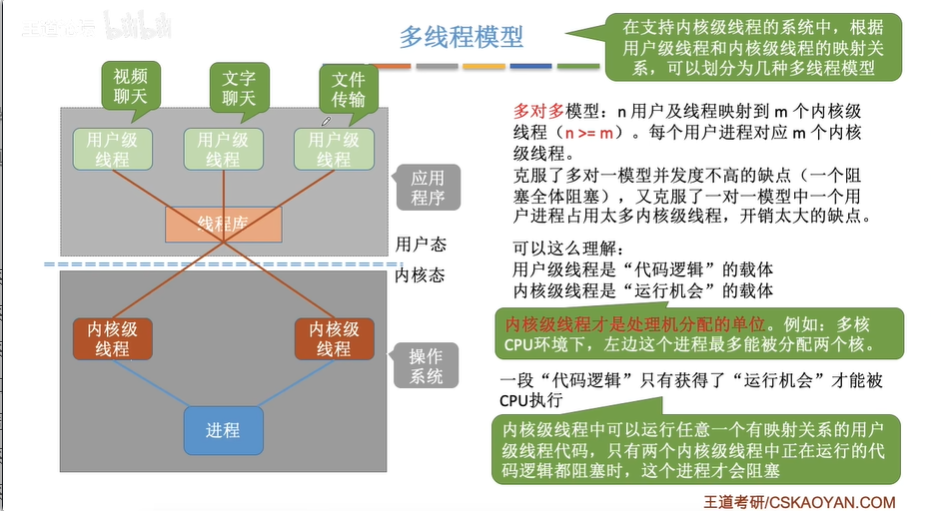 多线程模型
在支持内核级线程的系统中，根据
用户级线程和内核级线程的映射关
系，可以划分为几种多线程模型
视频
聊天
文字
聊天
文件
传输
用户级
线程
用户级
线程
用户级
线程
线程库
应用
程序
用户态
内核态
内核级
线程
内核级
线程
操作
系统
进程
多对多模型：n 用户及线程映射到 m 个内核级
线程（n >= m）。每个用户进程对应 m 个内核
级线程。
克服了多对一模型并发度不高的缺点（一个阻
塞全体阻塞），又克服了一对一模型中一个用
户进程占用太多内核级线程，开销太大的缺点。
可以这么理解：
用户级线程是“代码逻辑”的载体
内核级线程是“运行机会”的载体
内核级线程才是处理机分配的单位。例如：多核
CPU环境下，左边这个进程最多能被分配两个核。
一段“代码逻辑”只有获得了“运行机会”才能被
CPU执行
内核级线程中可以运行任意一个有映射关系的用户
级线程代码，只有两个内核级线程中正在运行的代
码逻辑都阻塞时，这个进程才会阻塞
王道考研/CSKAOYAN.COM
bilibili